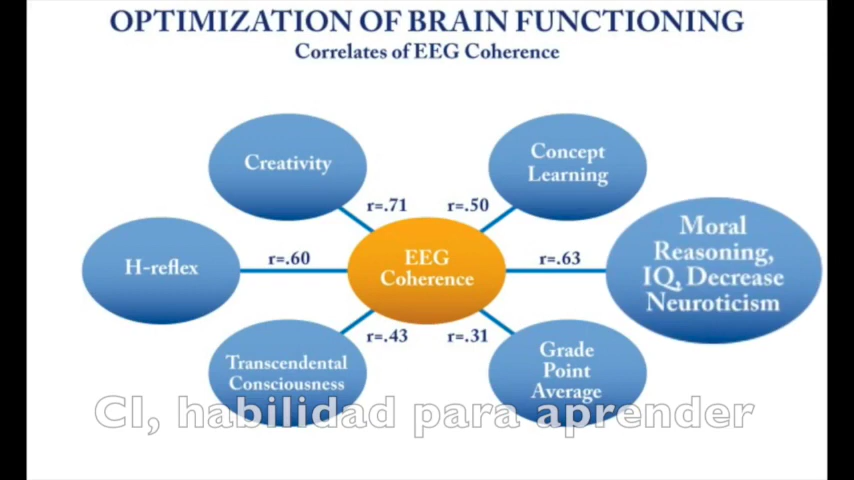 OPTIMIZATION OF BRAIN FUNCTIONING
Correlates of EEG Coherence
Creativity
Concept
Learning
r=.71
r=.50
H-reflex
r=.60
EEG
Coherence
r=.63
Moral
Reasoning,
IQ, Decrease
Neuroticism
r=.43
r=.31
Transcendental
Consciousness
Grade
Point
Average
CI, habilidad para aprender